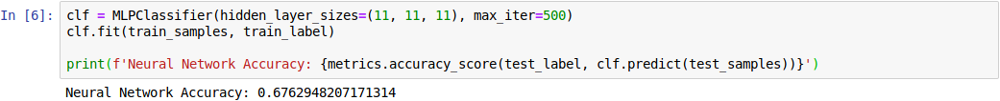 In [6]: clf = MLPClassifier(hidden_layer_sizes=(11, 11, 11), max_iter=500)
clf.fit(train_samples, train_label)
print(f'Neural Network Accuracy: {metrics.accuracy_score(test_label, clf.predict(test_samples))}')
Neural Network Accuracy: 0.6762948207171314